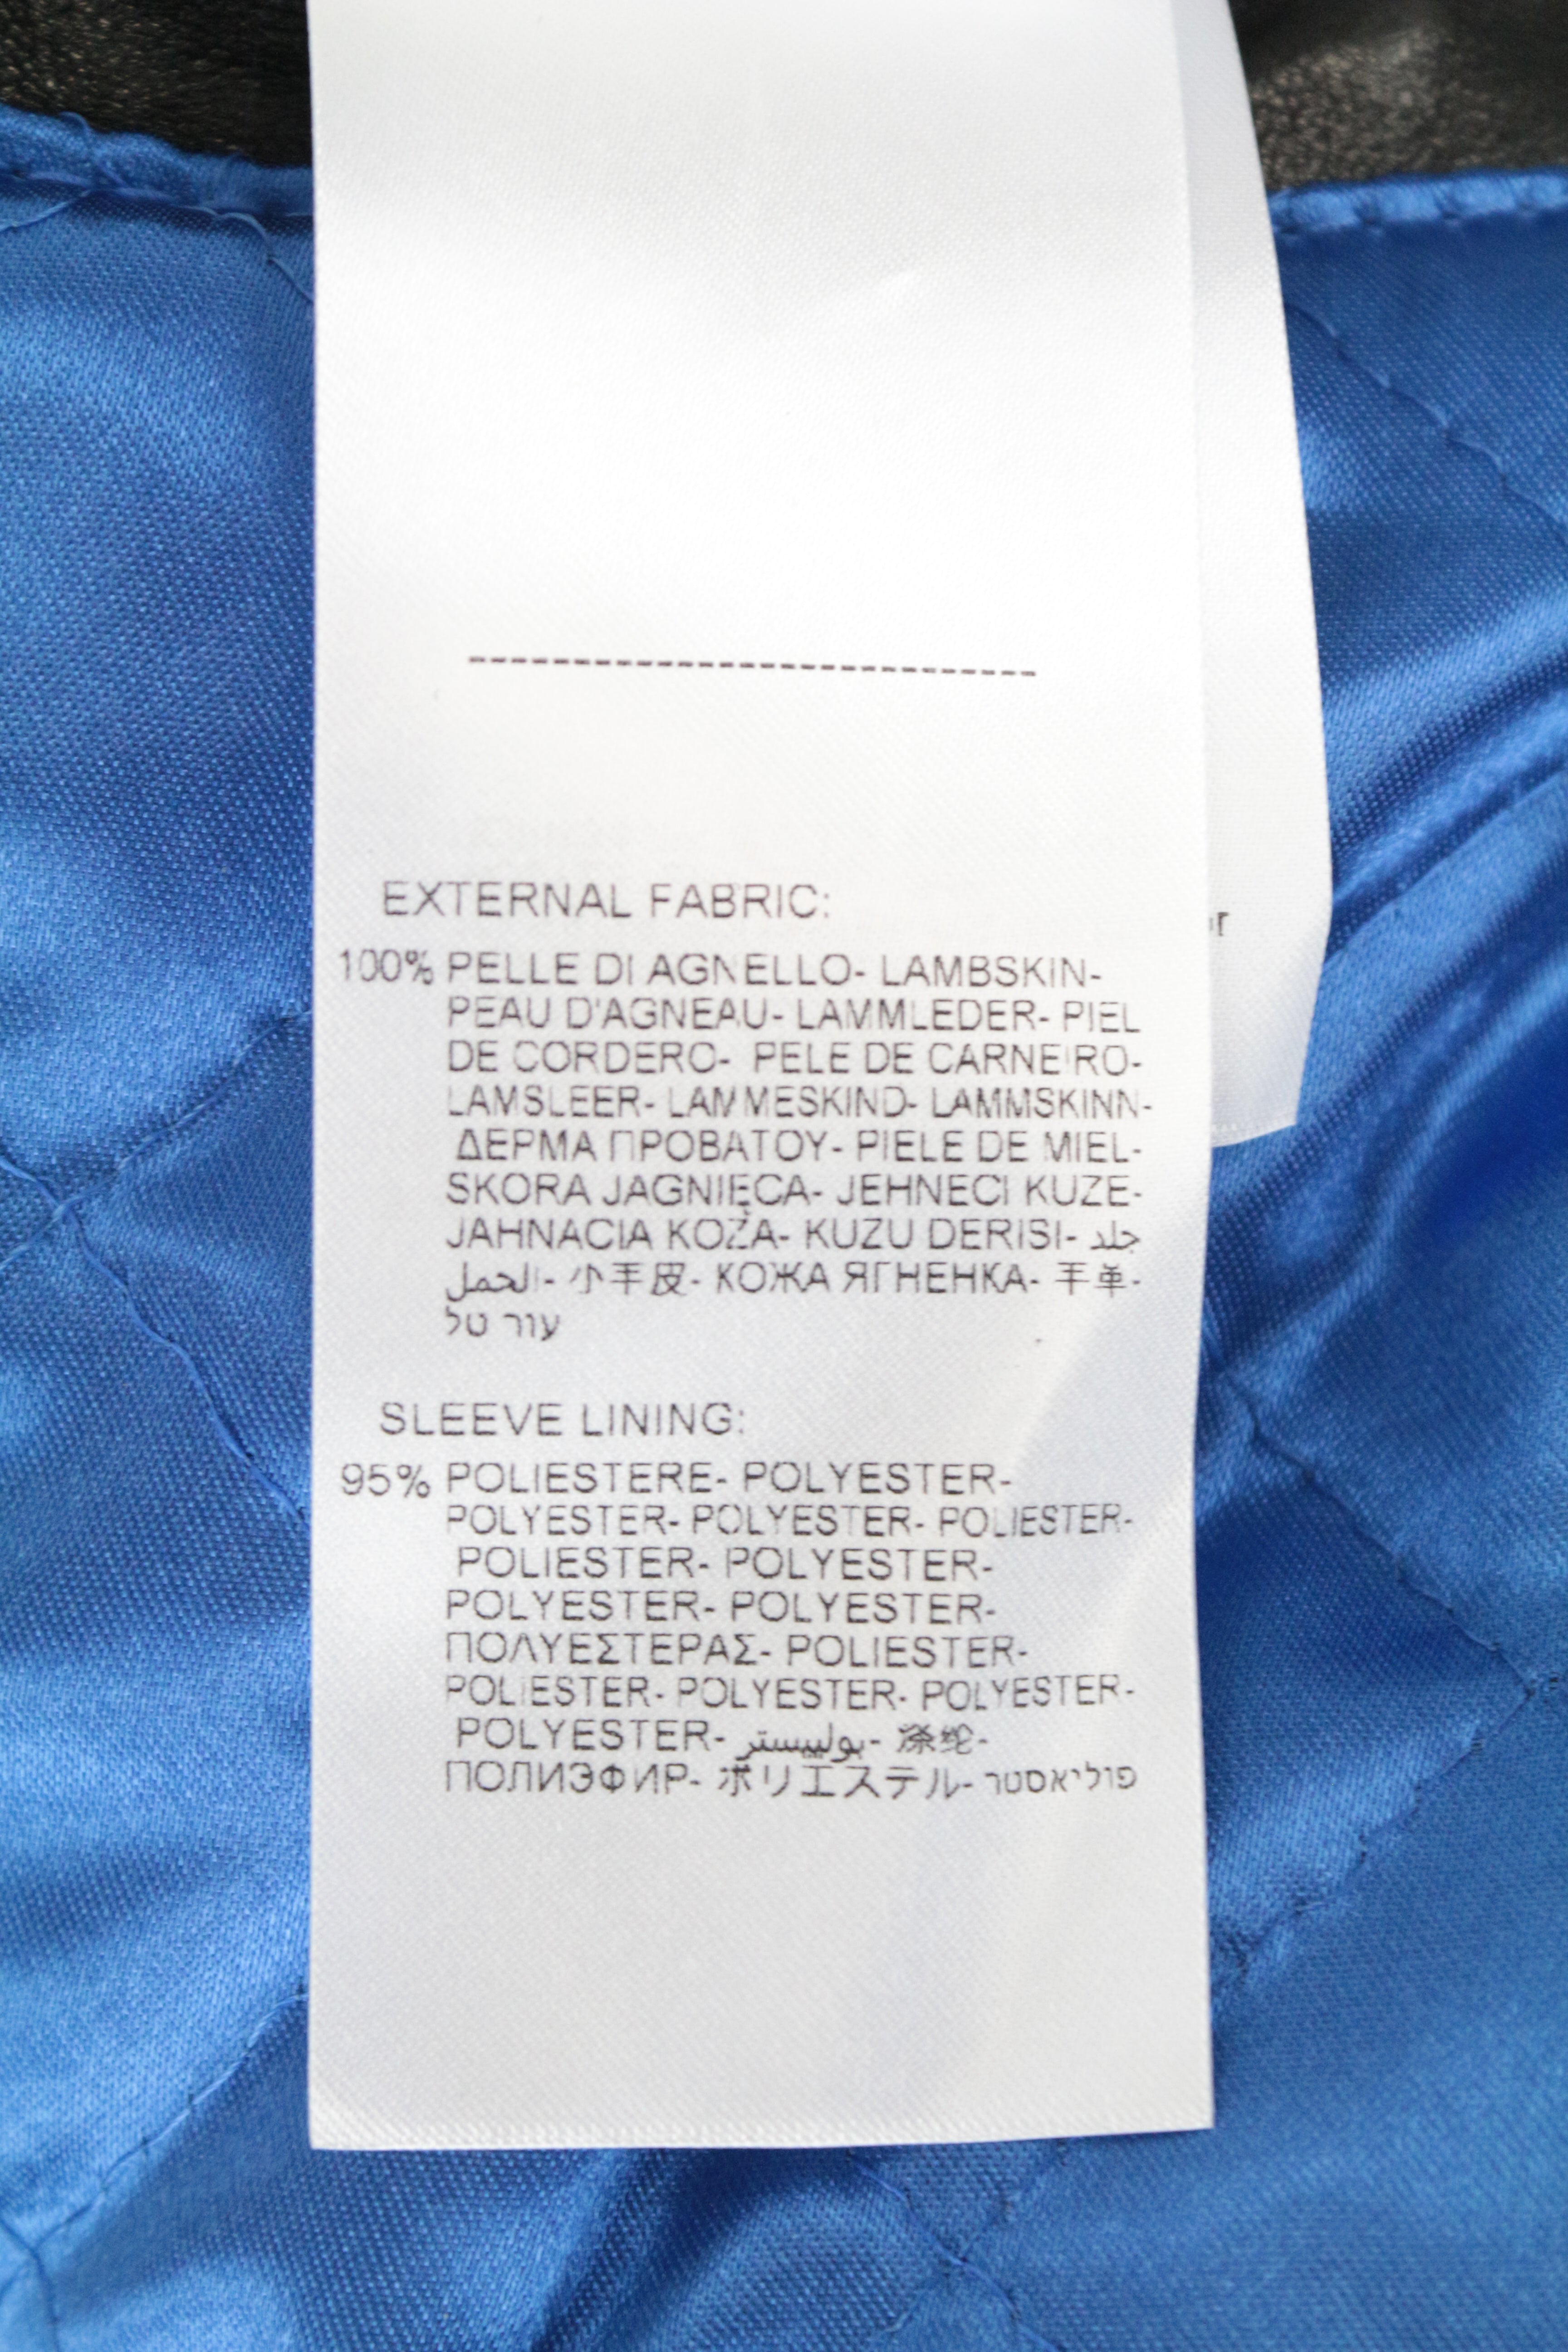 EXTERNAL FABRIC:
100% PELLE DI AGNELLO- LAMBSKIN-
PEAU D'AGNEAU- LAMMLEDER- PIEL
DE CORDERO- PELE DE CARNEIRO-
LAMSLEER- LAMMESKIND- LAMMSKINN-
ΔΕΡΜΑ ΠΡΟΒΑΤΟΥ- PIELE DE MIEL-
SKORA JAGNIĘCA- JEHNECI KUZE-
JAHNACIA KOŻA- KUZU DERISI- جلد
الحمل- 小羊皮- КОЖА ЯГНЕНКА- 羊革-
עור טל
SLEEVE LINING:
95% POLIESTERE- POLYESTER-
POLYESTER- POLYESTER- POLIESTER-
POLIESTER- POLYESTER-
POLYESTER- POLYESTER-
ΠΟΛΥΕΣΤΕΡΑΣ- POLIESTER-
POLIESTER- POLYESTER- POLYESTER-
POLYESTER- بولييستر- 涤纶-
ПОЛИЭФИР- ポリエステル- פוליאסטר